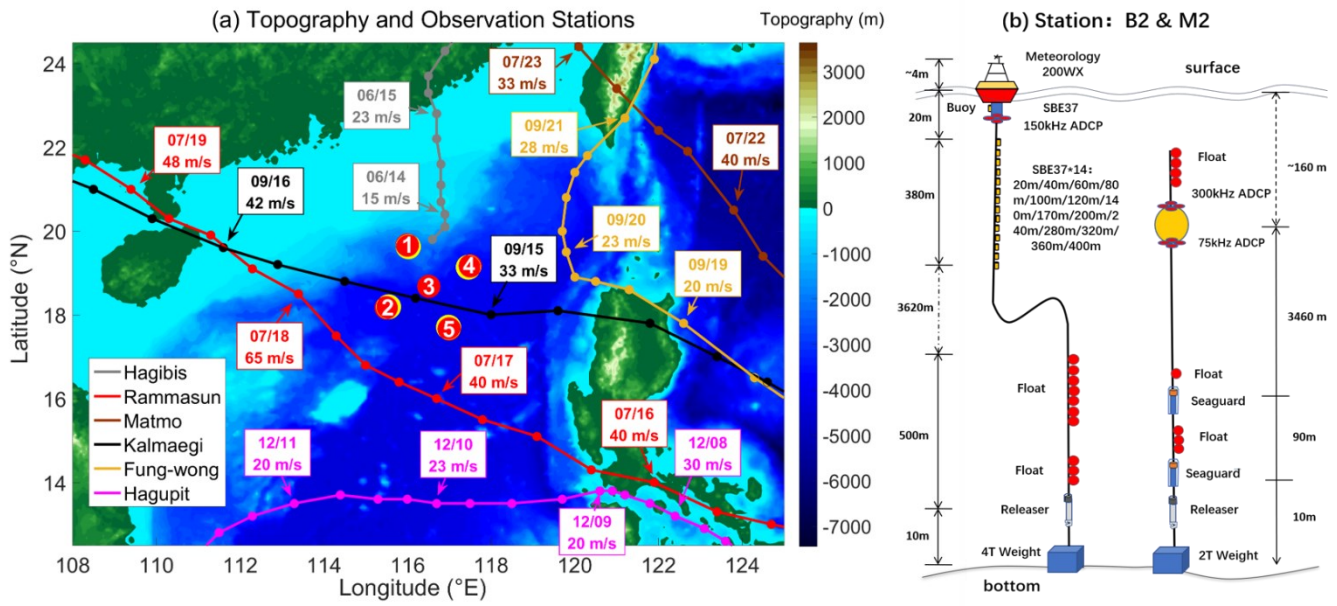 (a) Topography and Observation Stations
Topography (m)
24
22
20
18
16
14
Latitude (°N)
108
110
112
114
116
118
120
122
124
Longitude (°E)
3000
2000
1000
0
-1000
-2000
-3000
-4000
-5000
-6000
-7000
07/23
33 m/s
06/15
23 m/s
09/21
28 m/s
07/19
48 m/s
07/22
40 m/s
09/16
42 m/s
06/14
15 m/s
09/20
23 m/s
1
4
09/15
33 m/s
3
09/19
20 m/s
2
5
07/18
65 m/s
07/17
40 m/s
Hagibis
Rammasun
Matmo
Kalmaegi
Fung-wong
Hagupit
07/16
40 m/s
12/11
20 m/s
12/10
23 m/s
12/08
30 m/s
12/09
20 m/s
(b) Station: B2 & M2
Meteorology
200WX
surface
~4m
Buoy
SBE37
20m
150kHz ADCP
Float
~160 m
SBE37*14:
20m/40m/60m/80
m/100m/120m/14
0m/170m/200m/2
40m/280m/320m/
360m/400m
380m
300kHz ADCP
75kHz ADCP
3620m
3460 m
Float
Float
Seaguard
500m
Float
90m
Float
Seaguard
Releaser
Releaser
10m
10m
4T Weight
2T Weight
bottom